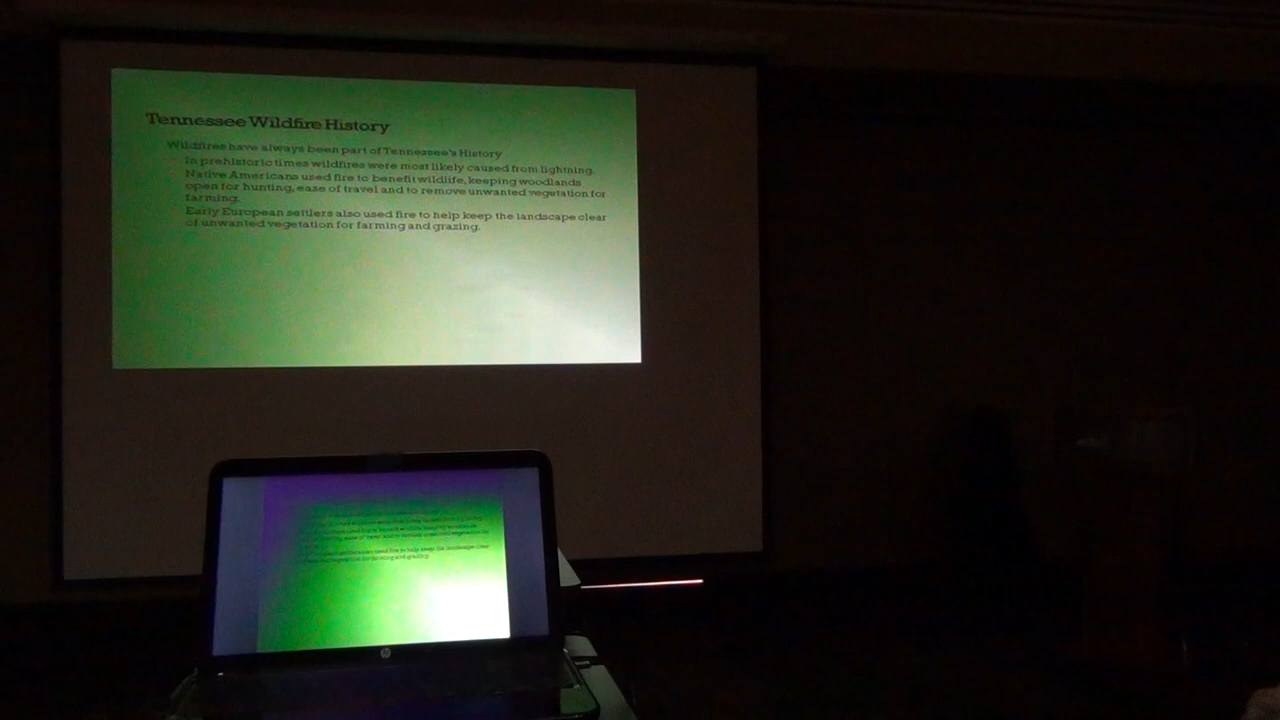 Tennessee Wildfire History
Wildfires have always been part of Tennessee's History
In prehistoric times wildfires were most likely caused from lightning.
Native Americans used fire to benefit wildlife, keeping woodlands
open for hunting, ease of travel and to remove unwanted vegetation for
farming.
Early European settlers also used fire to help keep the landscape clear
of unwanted vegetation for farming and grazing.
hp